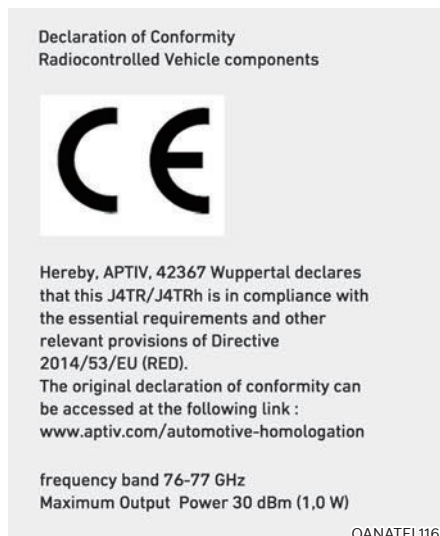 Declaration of Conformity
Radiocontrolled Vehicle components
CE
Hereby, APTIV, 42367 Wuppertal declares
that this J4TR/J4TRh is in compliance with
the essential requirements and other
relevant provisions of Directive
2014/53/EU (RED).
The original declaration of conformity can
be accessed at the following link :
www.aptiv.com/automotive-homologation
frequency band 76-77 GHz
Maximum Output  Power 30 dBm (1,0 W)
OANATEL116